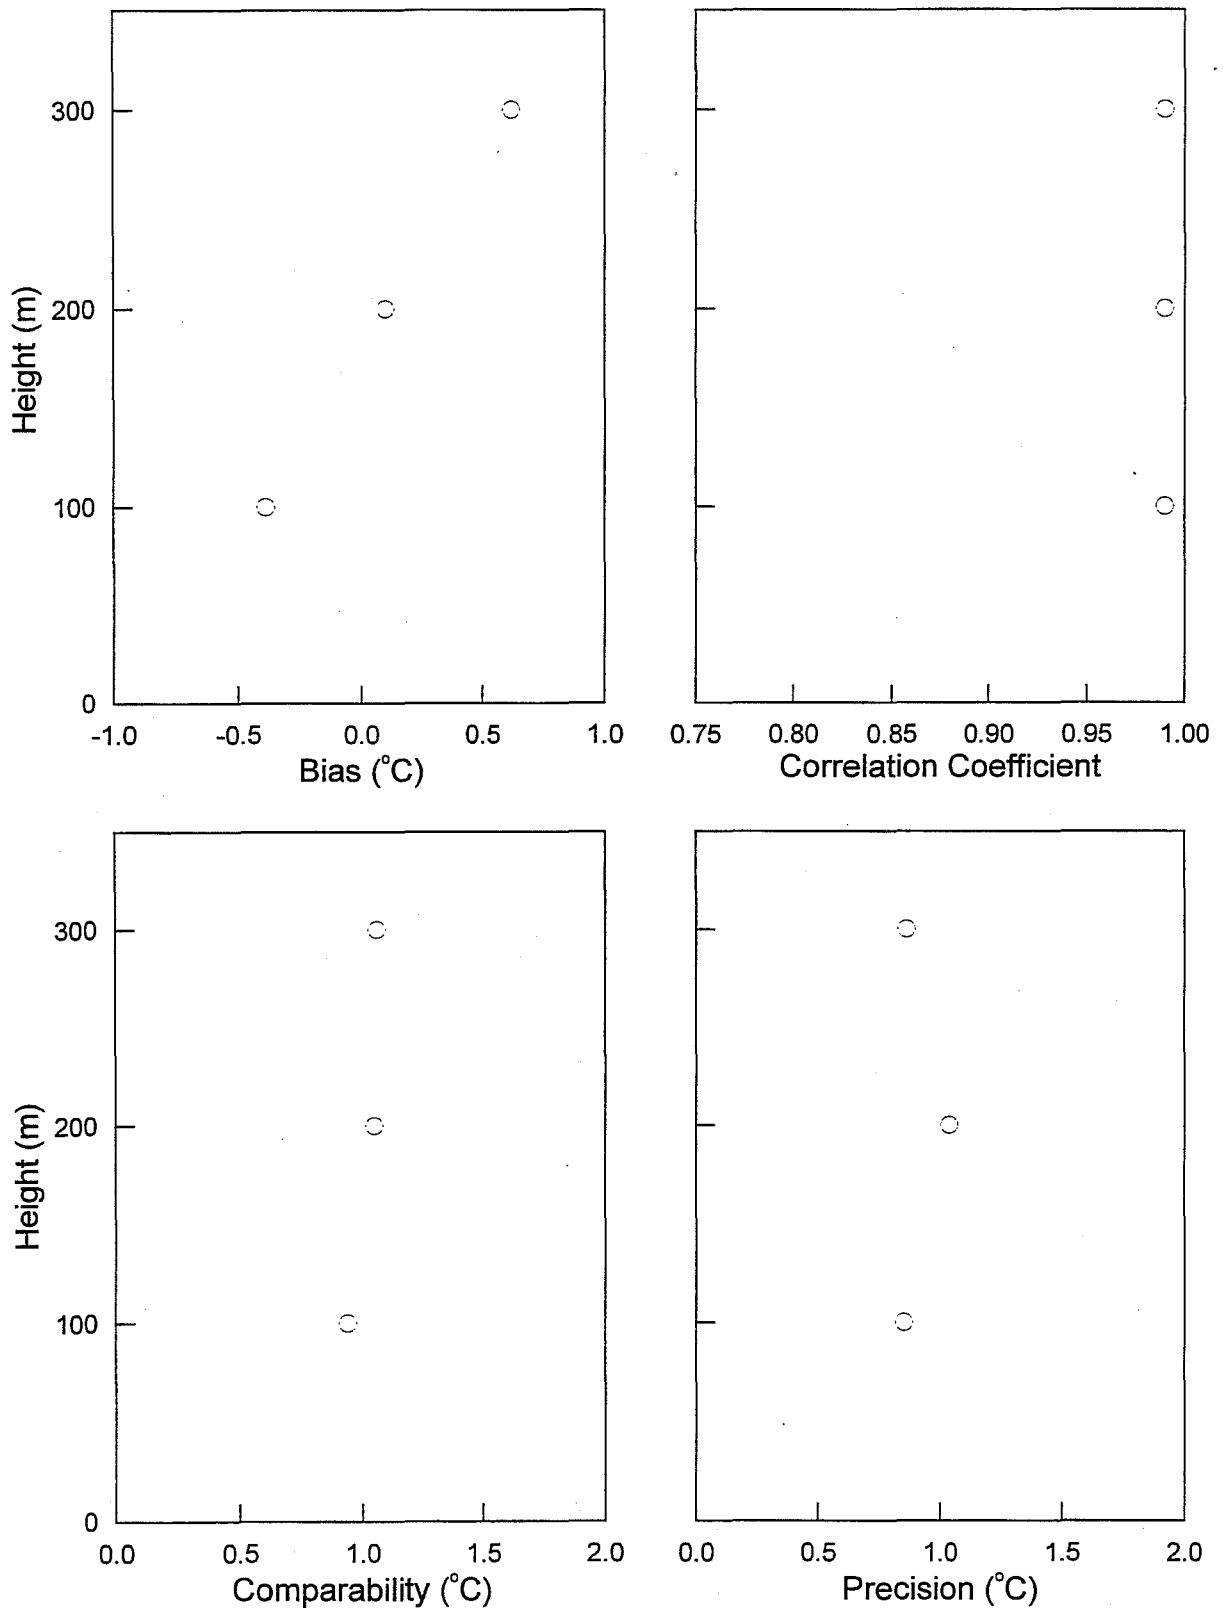 Height (m)
300
200
100
0
-1.0 -0.5 0.0 0.5 1.0
Bias (°C)
0.75 0.80 0.85 0.90 0.95 1.00
Correlation Coefficient
Height (m)
300
200
100
0
0.0 0.5 1.0 1.5 2.0
Comparability (°C)
0.0 0.5 1.0 1.5 2.0
Precision (°C)